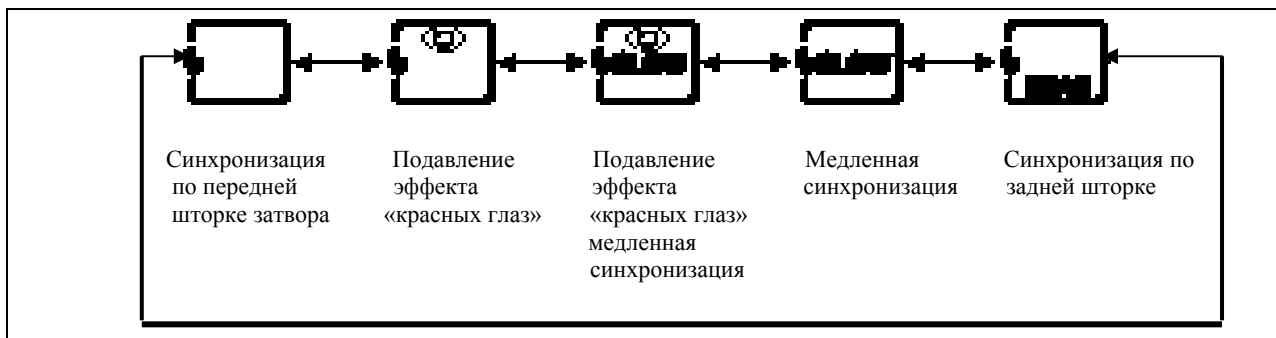 Синхронизация
по передней
шторке затвора
Подавление
эффекта
«красных глаз»
Подавление
эффекта
«красных глаз»
медленная
синхронизация
Медленная
синхронизация
Синхронизация по
задней шторке